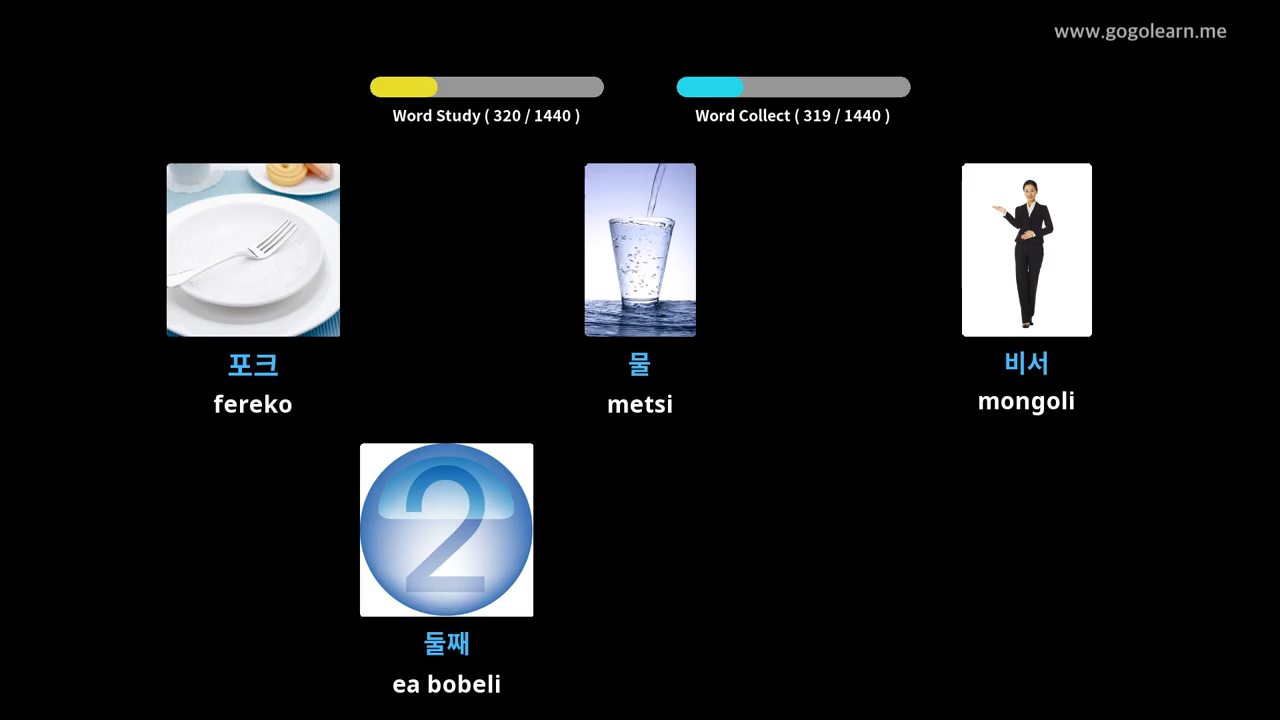 www.gogolearn.me
Word Study ( 320 / 1440 )
Word Collect ( 319 / 1440 )
포크
fereko
물
metsi
비서
mongoli
2
둘째
ea bobeli